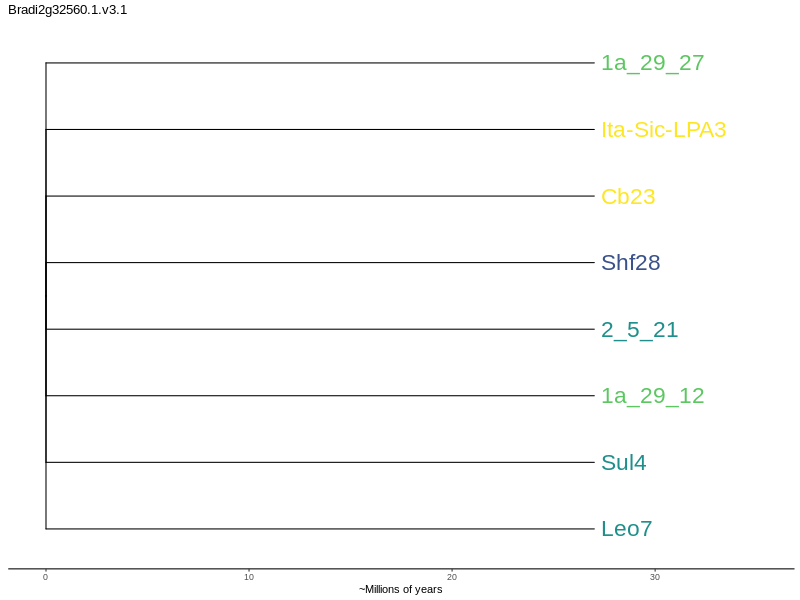 Bradi2g32560.1.v3.1
1a_29_27
Ita-Sic-LPA3
Cb23
Shf28
2_5_21
1a_29_12
Sul4
Leo7
0 10 20 30
~Millions of years